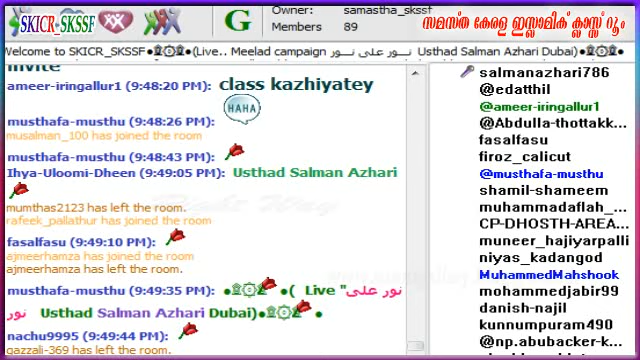 SKICR_SKSSF
G
Owner samastha_skssf
Members 89
സമസ്ത കേരള ഇസ്ലാമിക് ക്ലാസ്സ് റൂം
Welcome to SKICR_SKSSF●۩۞۩●(Live.. Meelad campaign نور على نور Usthad Salman Azhari Dubai)●۩۞۩●
invite
ameer-iringallur1 (9:48:20 PM): class kazhiyatey
HAHA
musthafa-musthu (9:48:26 PM):
musalman_100 has joined the room
musthafa-musthu (9:48:43 PM):
Ihya-Uloomi-Dheen (9:49:05 PM): Usthad Salman Azhari
mumthas2123 has left the room.
rafeek_pallathur has joined the room
fasalfasu (9:49:10 PM):
ajmeerhamza has joined the room
ajmeerhamza has left the room.
musthafa-musthu (9:49:35 PM): ●۩۞۩ ●( Live "نور على
نور Usthad Salman Azhari Dubai)●۩۞۩ ●
nachu9995 (9:49:44 PM):
gazzali-369 has left the room.
salmanazhari786
@edatthil
@ameer-iringallur1
@Abdulla-thottakk...
fasalfasu
firoz_calicut
@musthafa-musthu
shamil-shameem
muhammadaflah_...
CP-DHOSTH-AREA...
muneer_hajiyarpalli
niyas_kadangod
MuhammedMahshook
mohammedjabir99
danish-najil
kunnumpuram490
@np.abubacker-k...